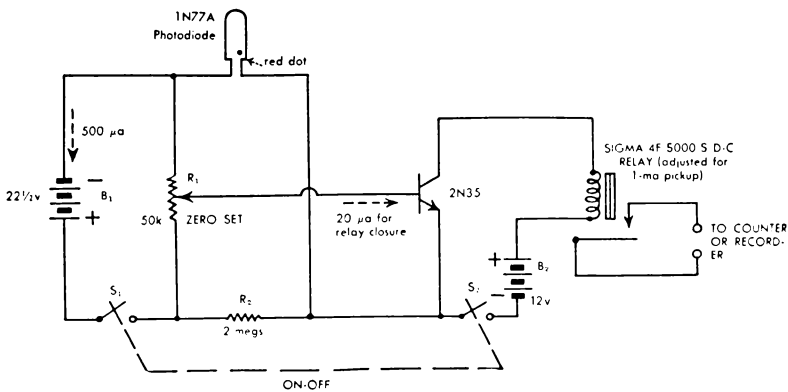 1N77A
Photodiode
red dot
500 µa
22½v
B₁
R₁
50k
ZERO SET
20 µa for
relay closure
2N35
SIGMA 4F 5000 S D-C
RELAY (adjusted for
1-ma pickup)
TO COUNTER
OR RECORD-
ER
B₂
12v
S₁
R₂
2 megs
S₂
ON-OFF